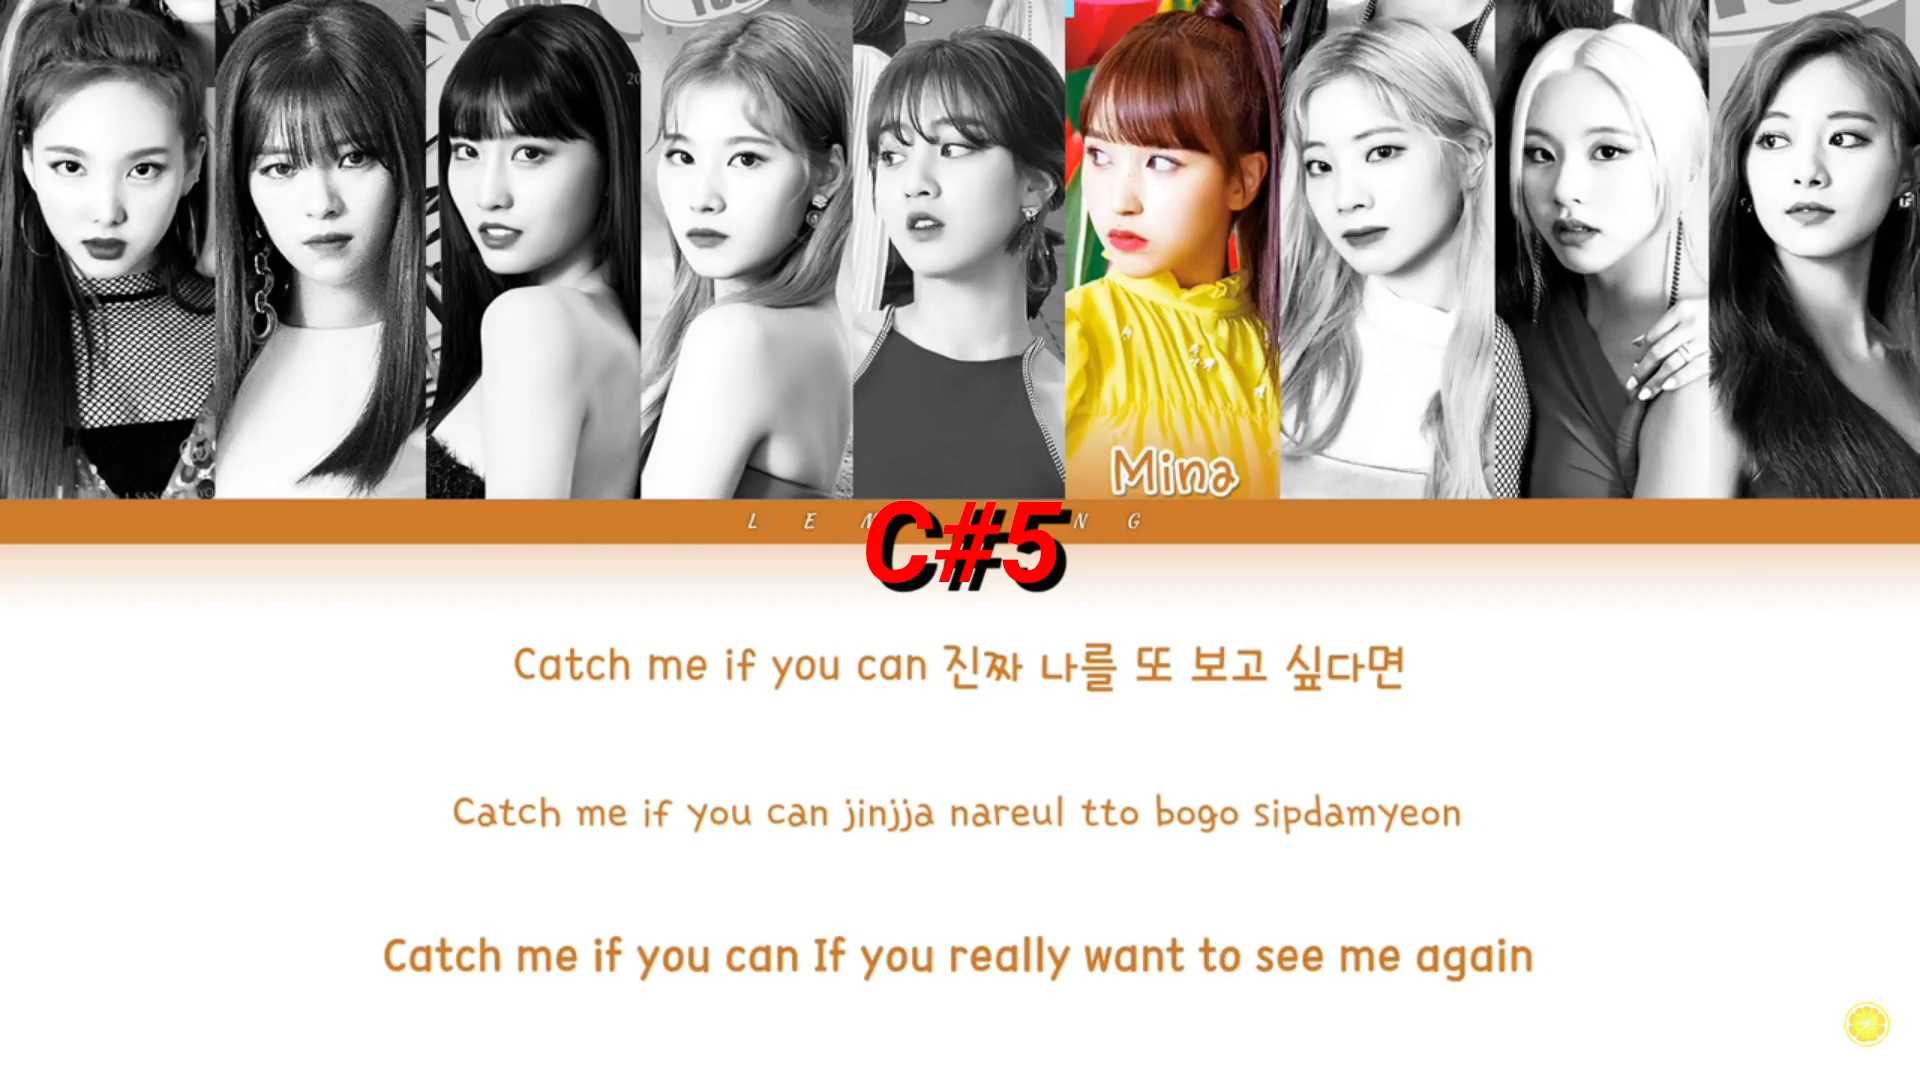 Mina
L E N N G
C#5
Catch me if you can 진짜 나를 또 보고 싶다면
Catch me if you can jinjja nareul tto bogo sipdamyeon
Catch me if you can If you really want to see me again